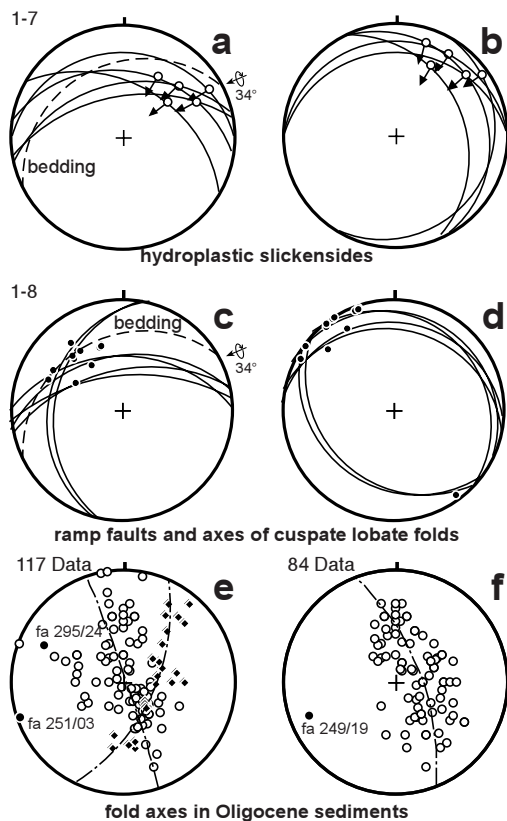 1-7
a
b
34°
bedding
hydroplastic slickensides
1-8
c
d
bedding
34°
ramp faults and axes of cuspate lobate folds
117 Data
e
84 Data
f
fa 295/24
fa 251/03
fa 249/19
fold axes in Oligocene sediments